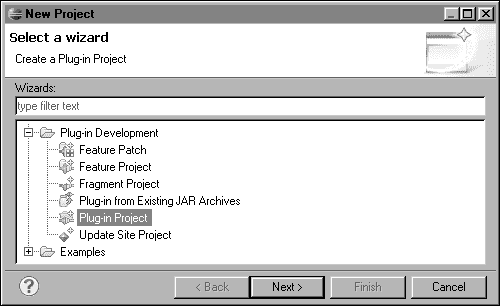 New Project
Select a wizard
Create a Plug-in Project
Wizards:
type filter text
Plug-in Development
Feature Patch
Feature Project
Fragment Project
Plug-in from Existing JAR Archives
Plug-in Project
Update Site Project
Examples
? < Back Next > Finish Cancel